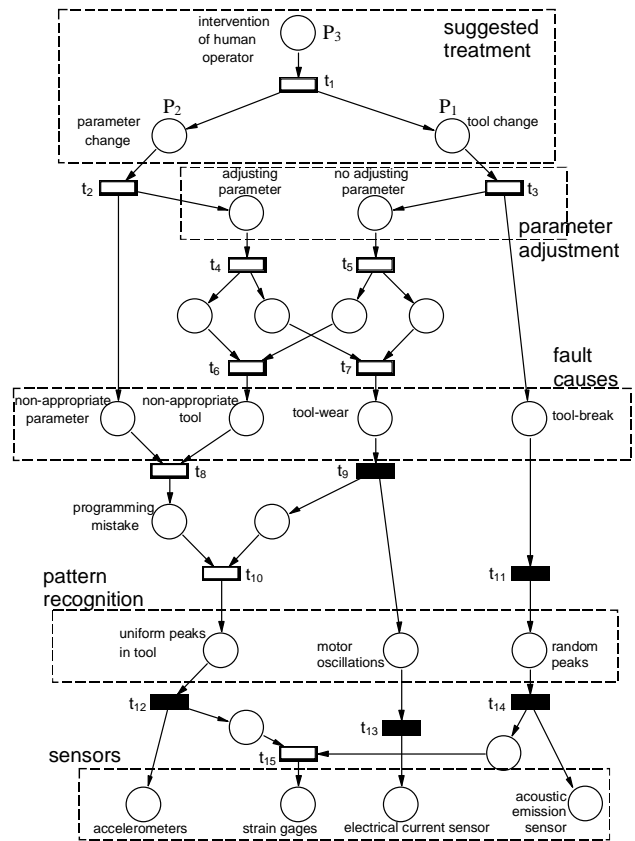 intervention
of human
operator
P3
suggested
treatment
t1
parameter
change
P2
P1
tool change
t2
adjusting
parameter
no adjusting
parameter
t3
parameter
adjustment
t4
t5
t6
t7
fault
causes
non-appropriate
parameter
non-appropriate
tool
tool-wear
tool-break
t8
t9
programming
mistake
t10
t11
pattern
recognition
uniform peaks
in tool
motor
oscillations
random
peaks
t12
t13
t14
t15
sensors
accelerometers
strain gages
electrical current sensor
acoustic
emission
sensor